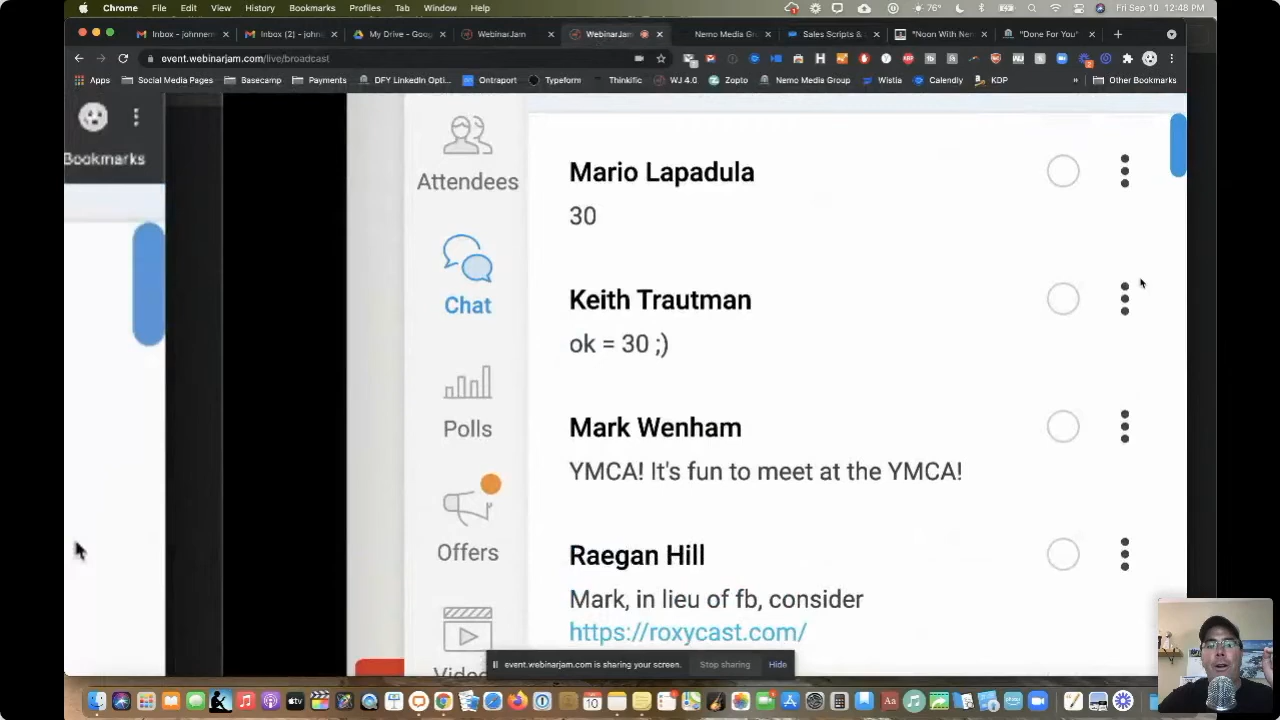 Chrome File Edit View History Bookmarks Profiles Tab Window Help 76° Fri Sep 10 12:48 PM
Inbox - johnnem Inbox (2) - johna My Drive - Goog WebinarJam WebinarJam Nemo Media Gr Sales Scripts & *Noon With Nem "Done For You"
event.webinarjam.com/live/broadcast
Apps Social Media Pages Basecamp Payments DFY LinkedIn Opti... Ontraport Typeform Thinkific WJ 4.0 Zopto Nemo Media Group Wistia Calendly KDP » Other Bookmarks
Bookmarks
Attendees
Mario Lapadula
30
Chat
Keith Trautman
ok = 30 ;)
Polls
Mark Wenham
YMCA! It's fun to meet at the YMCA!
Offers
Raegan Hill
Mark, in lieu of fb, consider
https://roxycast.com/
event.webinarjam.com is sharing your screen. Stop sharing Hide